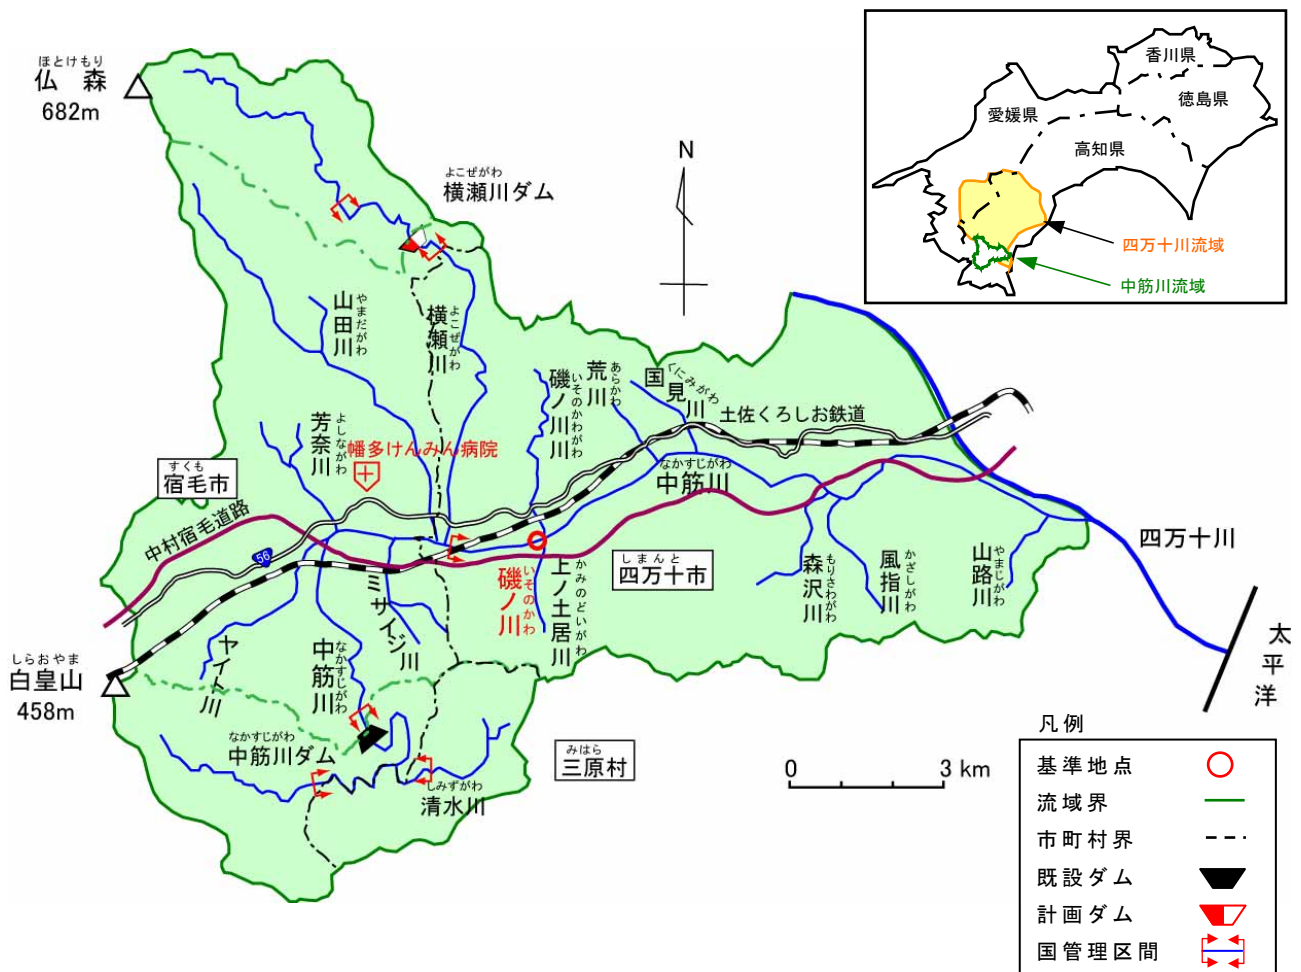 ほとけもり
仏森
682m
よこぜがわ
横瀬川ダム
N
香川県
徳島県
愛媛県
高知県
四万十川流域
中筋川流域
山田川
やまだがわ
横瀬川
よこぜがわ
芳奈川
よしながわ
幡多けんみん病院
磯ノ川川
いそのかわがわ
荒川
あらかわ
国見川
くにみがわ
土佐くろしお鉄道
なかすじがわ
中筋川
すくも
宿毛市
中村宿毛道路
56
しまんと
四万十市
磯ノ川
いそのかわ
上ノ土居川
かみのどいがわ
森沢川
もりさわがわ
風指川
かざしがわ
山路川
やまじがわ
四万十川
太平洋
しらおやま
白皇山
458m
ヤイト川
中筋川
なかすじがわ
ミサイジ川
なかすじがわ
中筋川ダム
みはら
三原村
しみずがわ
清水川
0 3 km
凡例
基準地点
流域界
市町村界
既設ダム
計画ダム
国管理区間